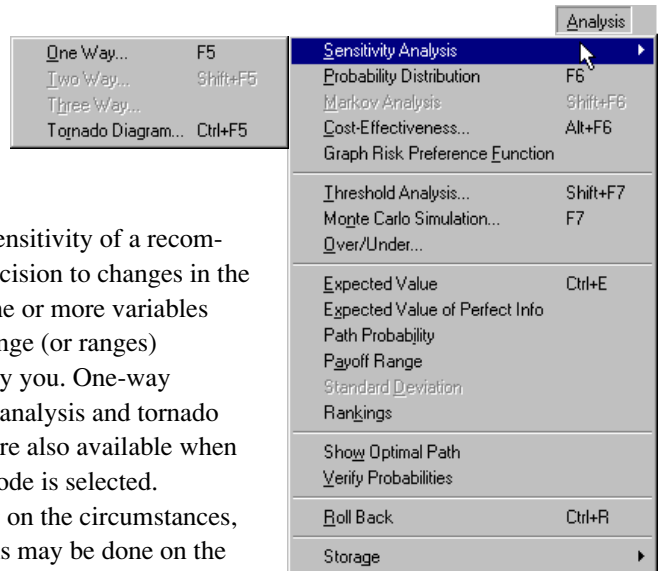 Analysis
Sensitivity Analysis
Probability Distribution F6
Markov Analysis Shift+F6
Cost-Effectiveness... Alt+F6
Graph Risk Preference Function
Threshold Analysis... Shift+F7
Monte Carlo Simulation... F7
Over/Under...
Expected Value Ctrl+E
Expected Value of Perfect Info
Path Probability
Payoff Range
Standard Deviation
Rankings
Show Optimal Path
Verify Probabilities
Roll Back Ctrl+R
Storage
One Way... F5
Two Way... Shift+F5
Three Way...
Tornado Diagram... Ctrl+F5
ensitivity of a recom-
cision to changes in the
e or more variables
nge (or ranges)
y you. One-way
analysis and tornado
re also available when
ode is selected.
on the circumstances,
s may be done on the